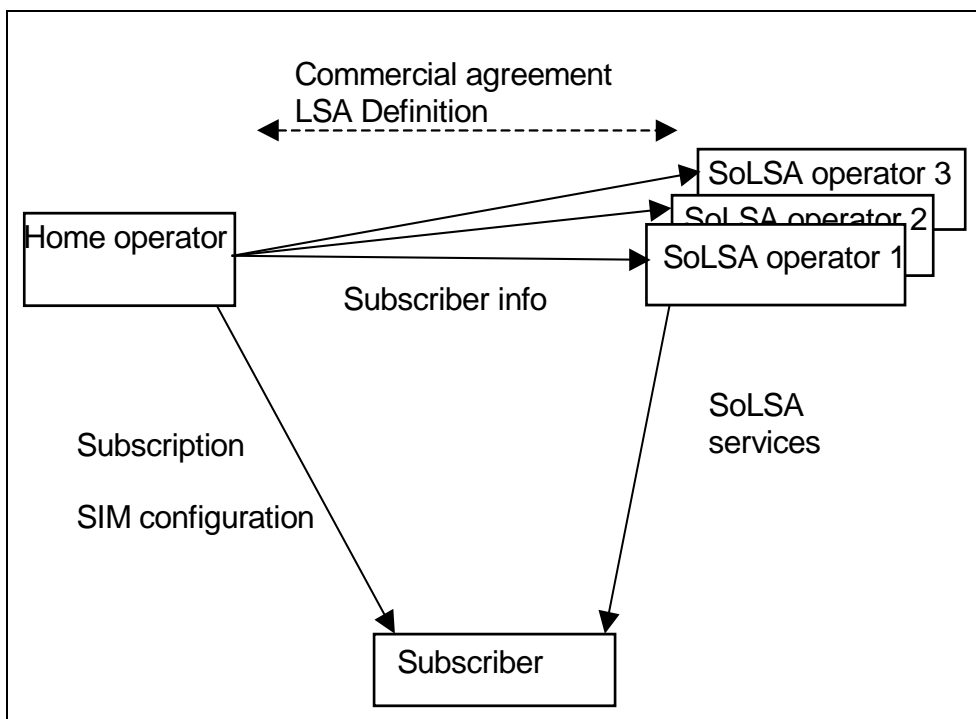 Commercial agreement
LSA Definition
SoLSA operator 3
SoLSA operator 2
Home operator
SoLSA operator 1
Subscriber info
SoLSA
services
Subscription
SIM configuration
Subscriber